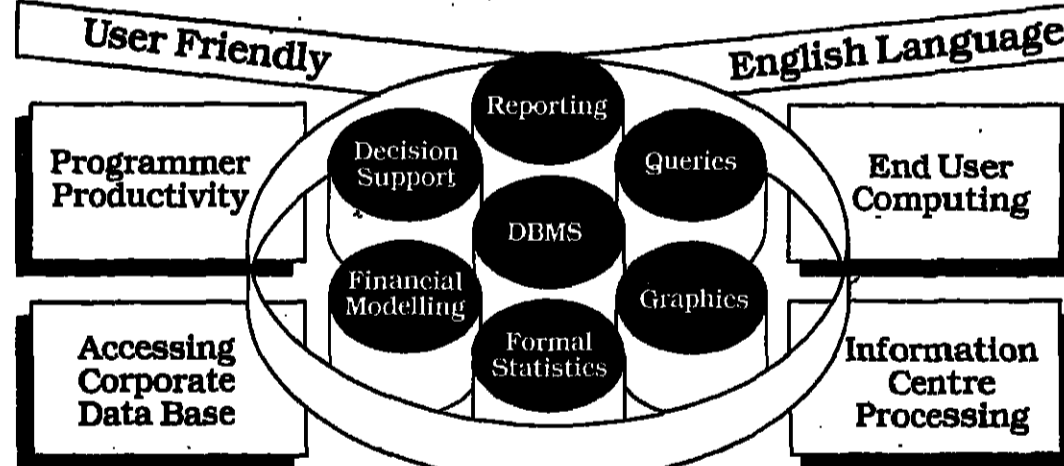 User Friendly
English Language
Programmer
Productivity
Reporting
Decision
Support
Queries
DBMS
Financial
Modelling
Graphics
Formal
Statistics
End User
Computing
Accessing
Corporate
Data Base
Information
Centre
Processing